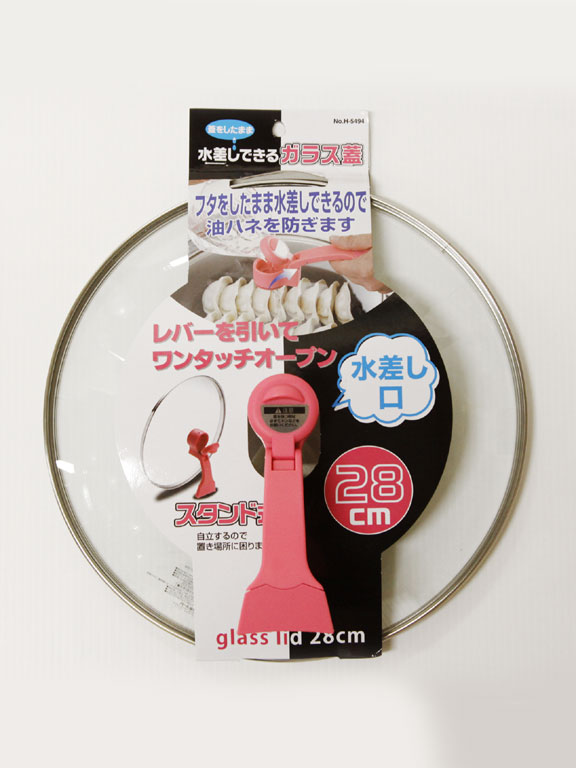 No.H-5494
蓋をしたまま
水差しできるガラス蓋
フタをしたまま水差しできるので
油ハネを防ぎます
レバーを引いて
ワンタッチオープン
水差し
口
注意
28
cm
スタンド
自立するので
置き場所に困りま
glass lid 28cm